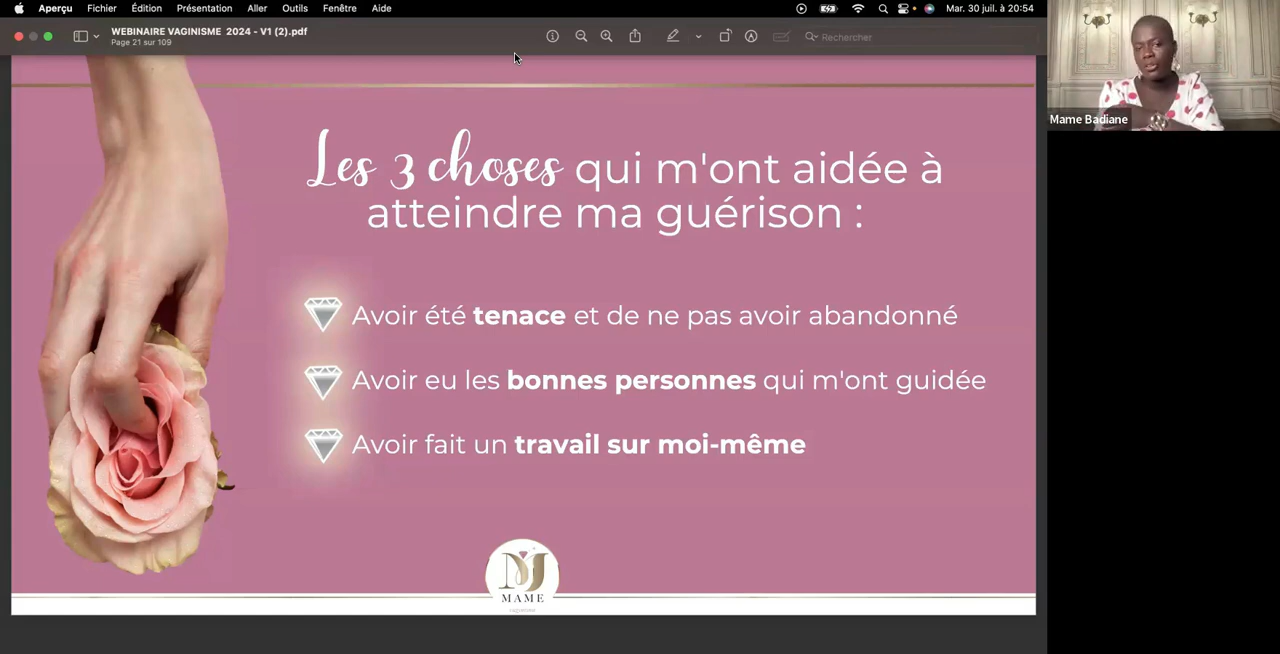 Aperçu Fichier Édition Présentation Aller Outils Fenêtre Aide Mar. 30 juil. à 20:54
WEBINAIRE VAGINISME 2024 - V1 (2).pdf
Page 21 sur 109
Rechercher
Mame Badiane
Les 3 choses qui m'ont aidée à
atteindre ma guérison :
Avoir été tenace et de ne pas avoir abandonné
Avoir eu les bonnes personnes qui m'ont guidée
Avoir fait un travail sur moi-même
MAME
vaginisme